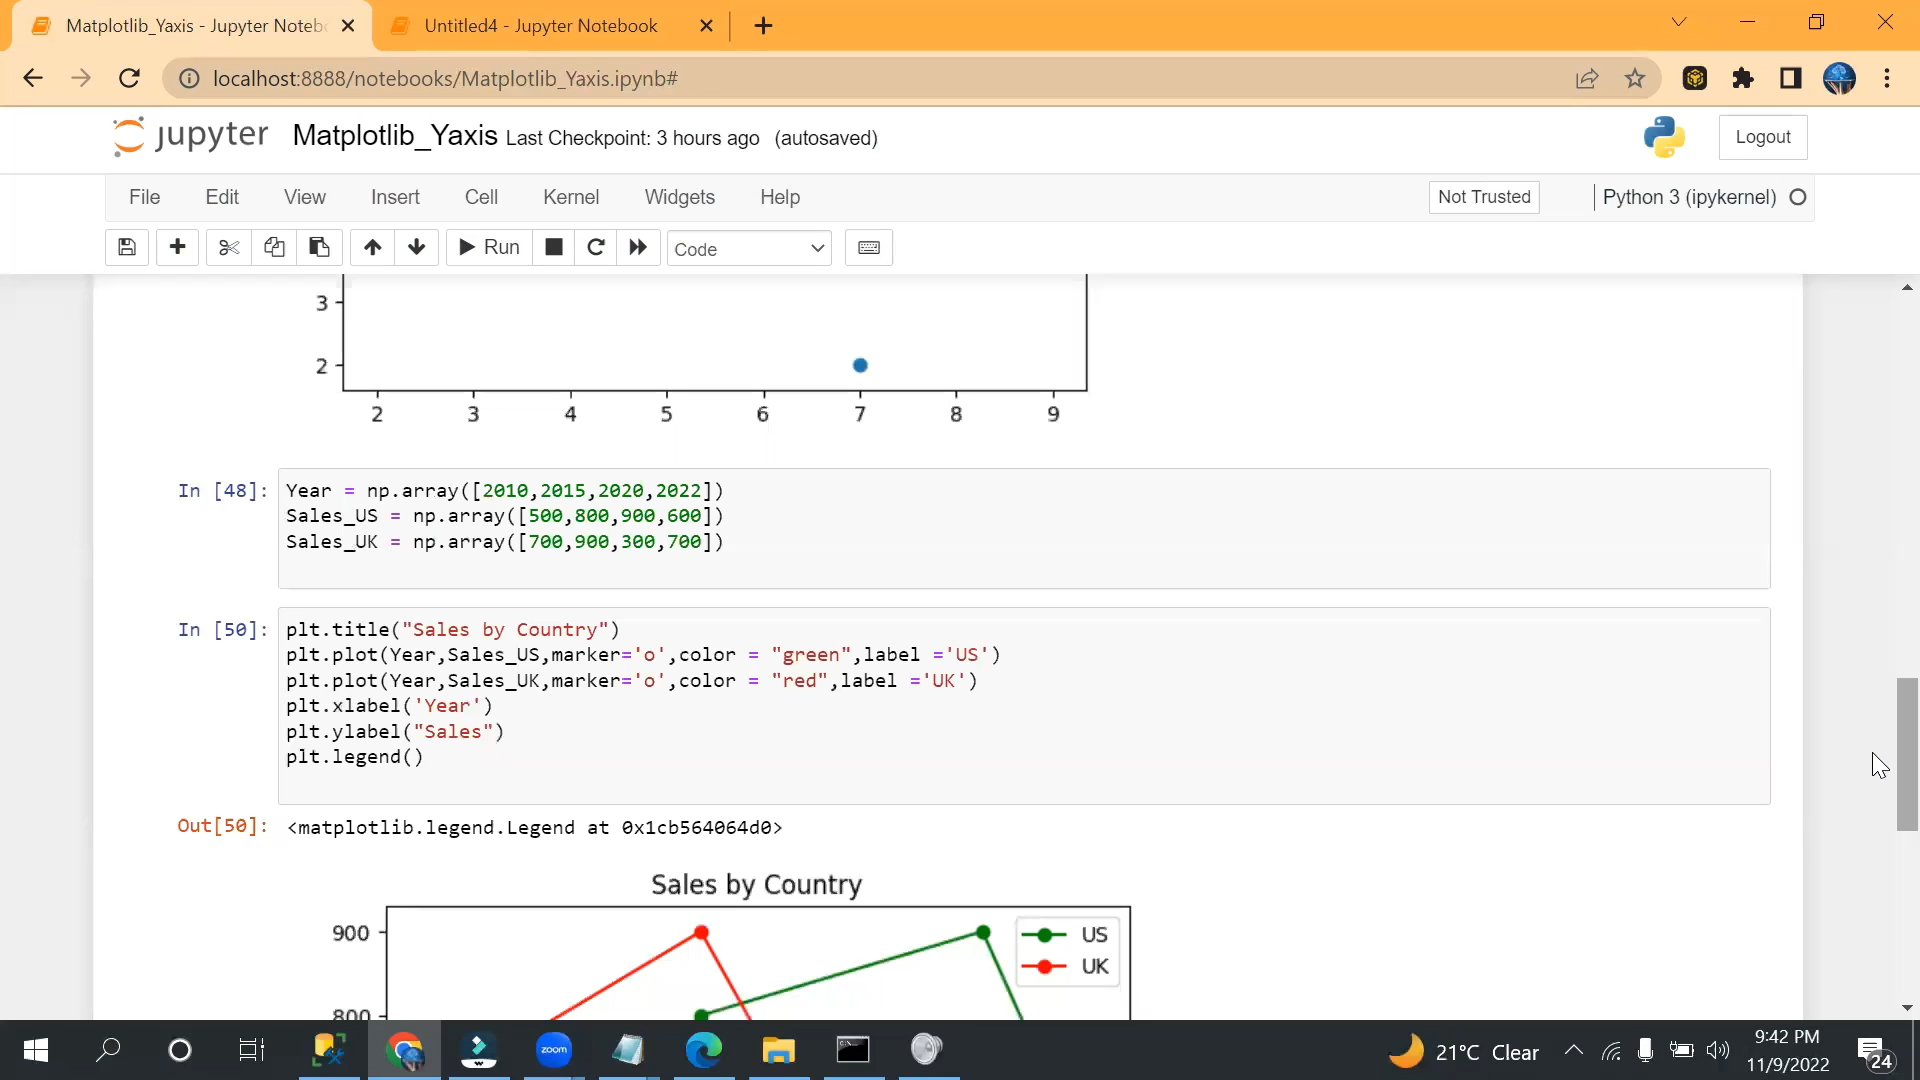 Matplotlib_Yaxis - Jupyter Noteb
Untitled4 - Jupyter Notebook
localhost:8888/notebooks/Matplotlib_Yaxis.ipynb#
jupyter
Matplotlib_Yaxis Last Checkpoint: 3 hours ago (autosaved)
Logout
File Edit View Insert Cell Kernel Widgets Help
Not Trusted
Python 3 (ipykernel)
Run
Code
3
2
2 3 4 5 6 7 8 9
In [48]:
Year = np.array([2010,2015,2020,2022])
Sales_US = np.array([500,800,900,600])
Sales_UK = np.array([700,900,300,700])
In [50]:
plt.title("Sales by Country")
plt.plot(Year,Sales_US,marker='o',color = "green",label ='US')
plt.plot(Year,Sales_UK,marker='o',color = "red",label ='UK')
plt.xlabel('Year')
plt.ylabel("Sales")
plt.legend()
Out[50]: <matplotlib.legend.Legend at 0x1cb564064d0>
Sales by Country
900
US
UK
800
zoom
21°C Clear
9:42 PM
11/9/2022
24